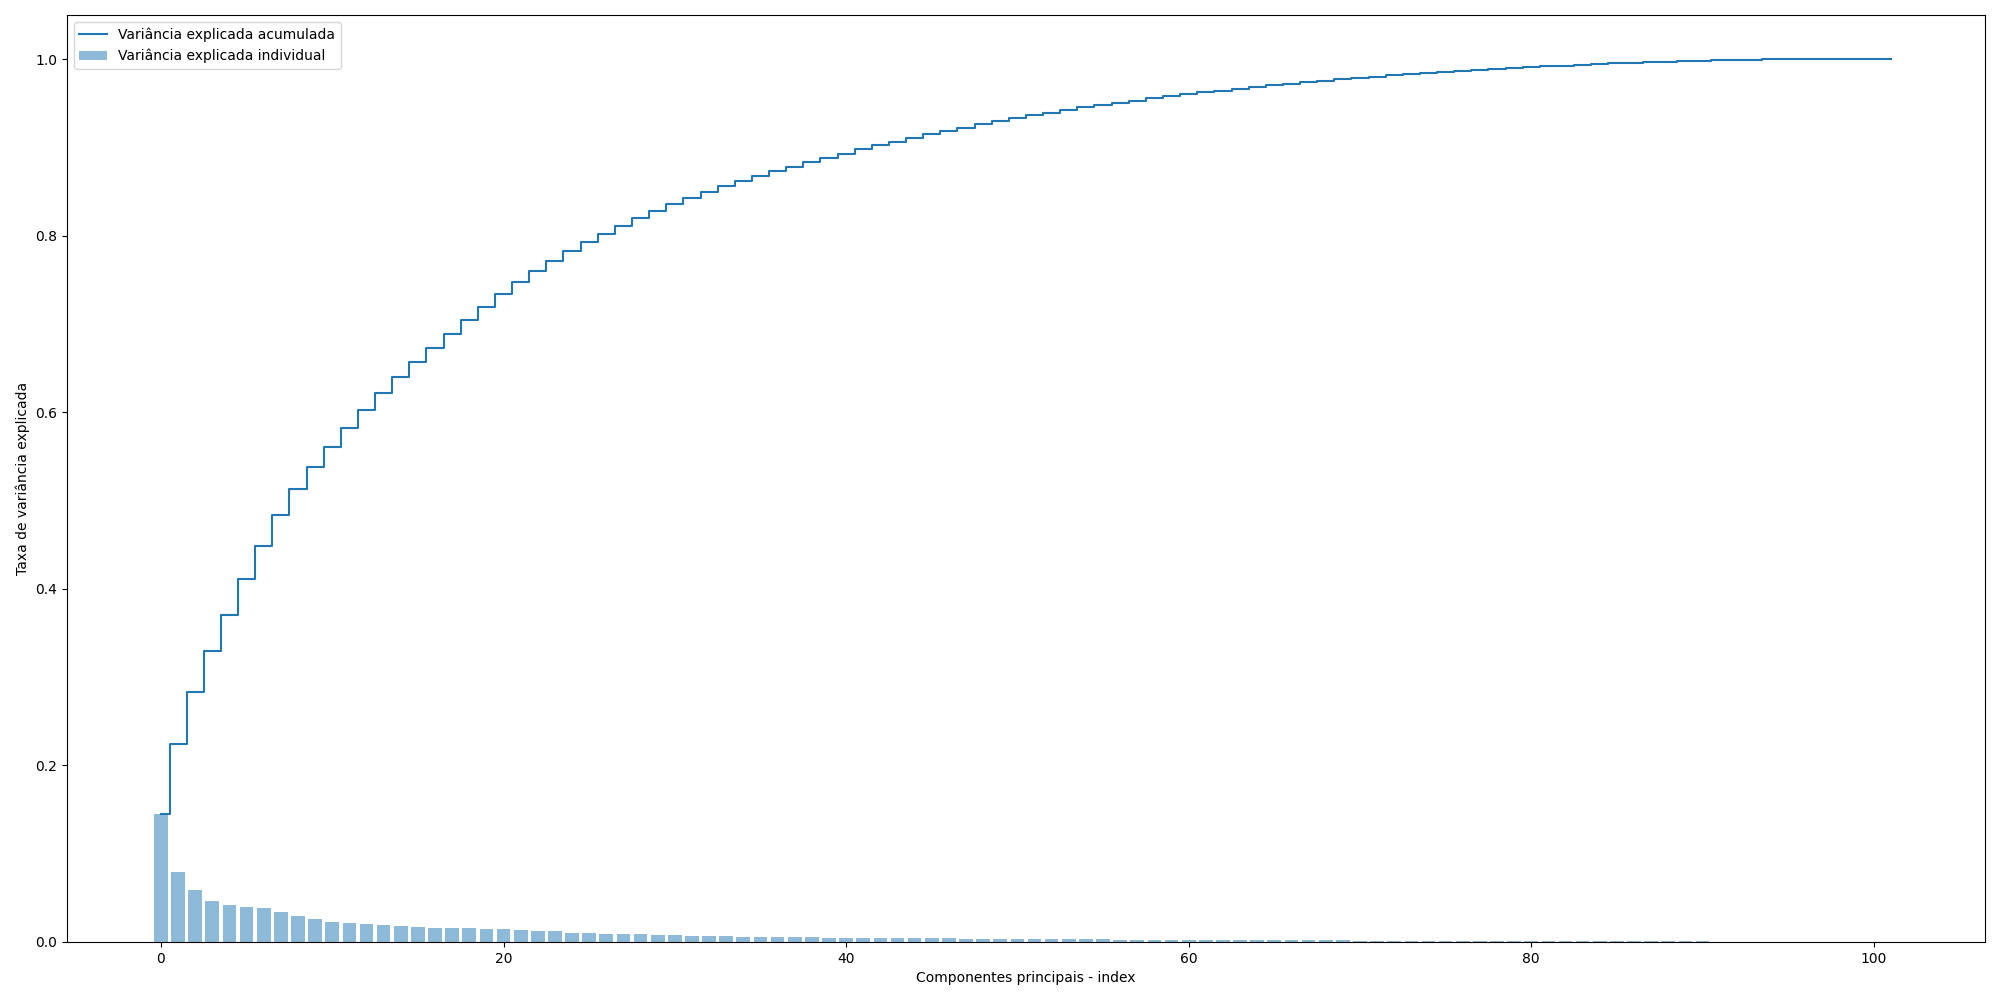 Variância explicada acumulada
Variância explicada individual
Taxa de variância explicada
1.0
0.8
0.6
0.4
0.2
0.0
0 20 40 60 80 100
Componentes principais - index